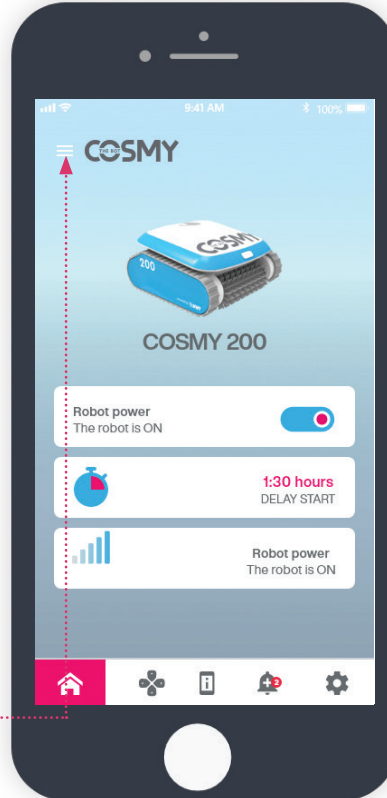 9:41 AM
100%
COSMY
THE BOT
200
COSMY
COSMY 200
Robot power
The robot is ON
1:30 hours
DELAY START
Robot power
The robot is ON
2